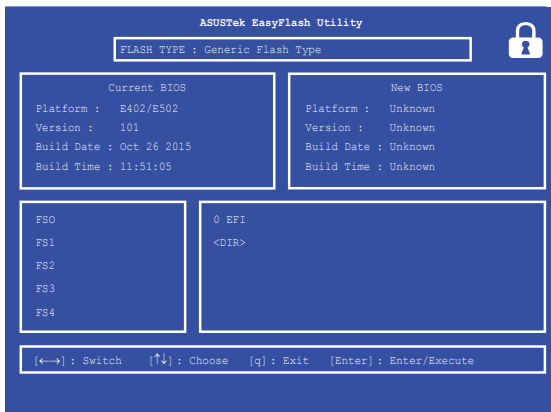 ASUSTek EasyFlash Utility
FLASH TYPE : Generic Flash Type
Current BIOS
Platform : E402/E502
Version : 101
Build Date : Oct 26 2015
Build Time : 11:51:05
New BIOS
Platform : Unknown
Version : Unknown
Build Date : Unknown
Build Time : Unknown
FSO
FS1
FS2
FS3
FS4
0 EFI
<DIR>
[←→] : Switch [↑↓] : Choose [q] : Exit [Enter] : Enter/Execute